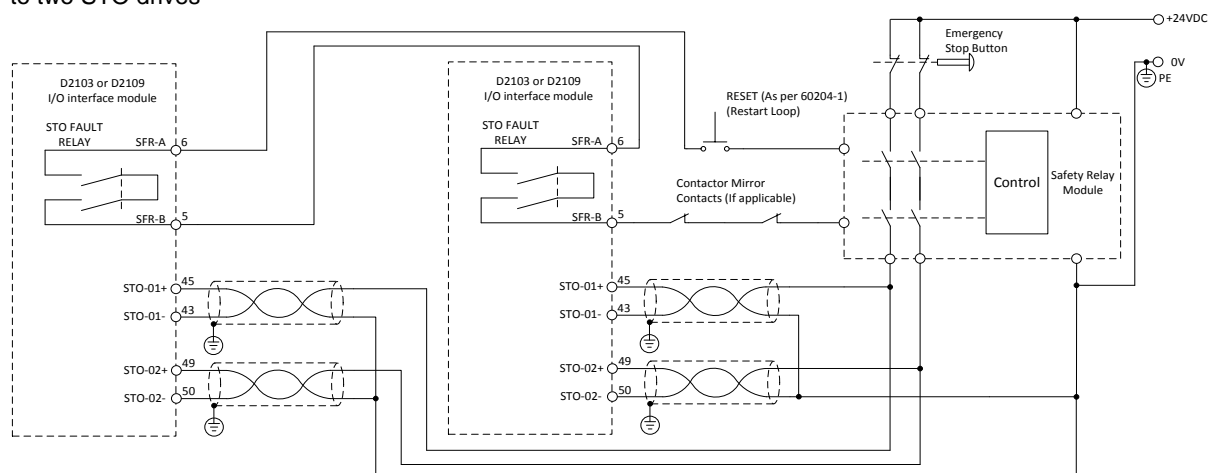 to two STO drives
+24VDC
Emergency
Stop Button
0V
PE
D2103 or D2109
I/O interface module
STO FAULT
RELAY
SFR-A
6
SFR-B
5
STO-01+
45
STO-01-
43
STO-02+
49
STO-02-
50
D2103 or D2109
I/O interface module
STO FAULT
RELAY
SFR-A
6
SFR-B
5
STO-01+
45
STO-01-
43
STO-02+
49
STO-02-
50
RESET (As per 60204-1)
(Restart Loop)
Contactor Mirror
Contacts (If applicable)
Control
Safety Relay
Module